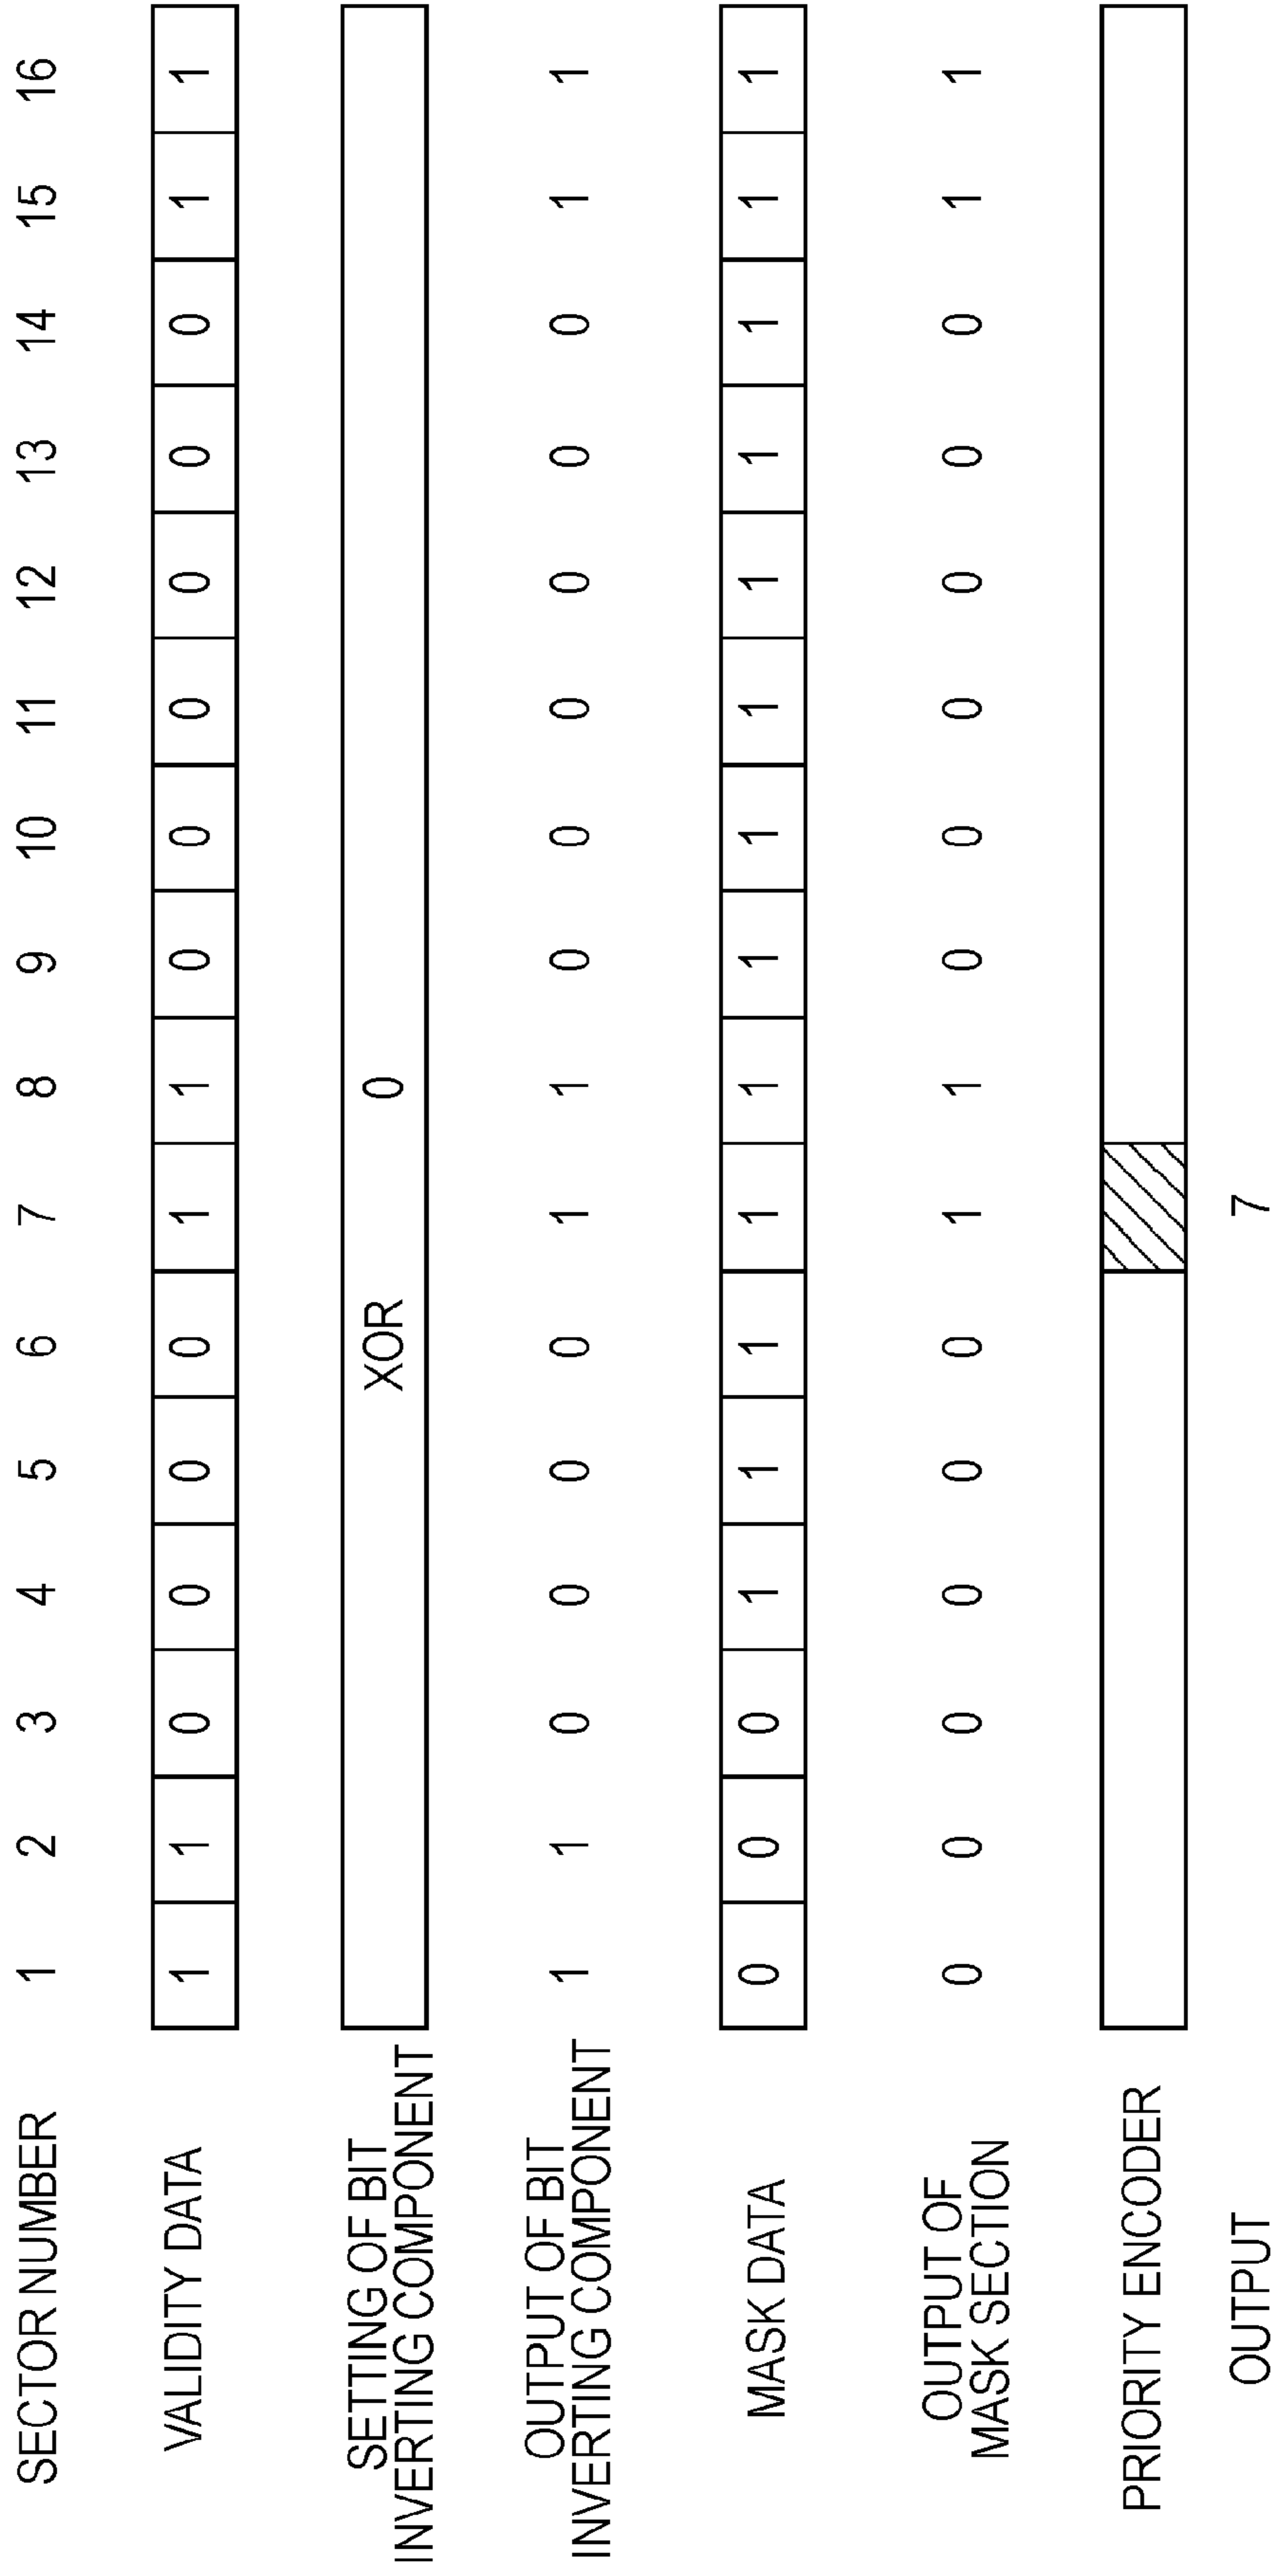 SECTOR NUMBER 1 2 3 4 5 6 7 8 9 10 11 12 13 14 15 16
VALIDITY DATA 1 1 0 0 0 0 1 1 0 0 0 0 0 0 1 1
SETTING OF BIT
INVERTING COMPONENT XOR 0
OUTPUT OF BIT
INVERTING COMPONENT 1 1 0 0 0 0 1 1 0 0 0 0 0 0 1 1
MASK DATA 0 0 0 1 1 1 1 1 1 1 1 1 1 1 1 1
OUTPUT OF
MASK SECTION 0 0 0 0 0 0 1 1 0 0 0 0 0 0 1 1
PRIORITY ENCODER
OUTPUT 7